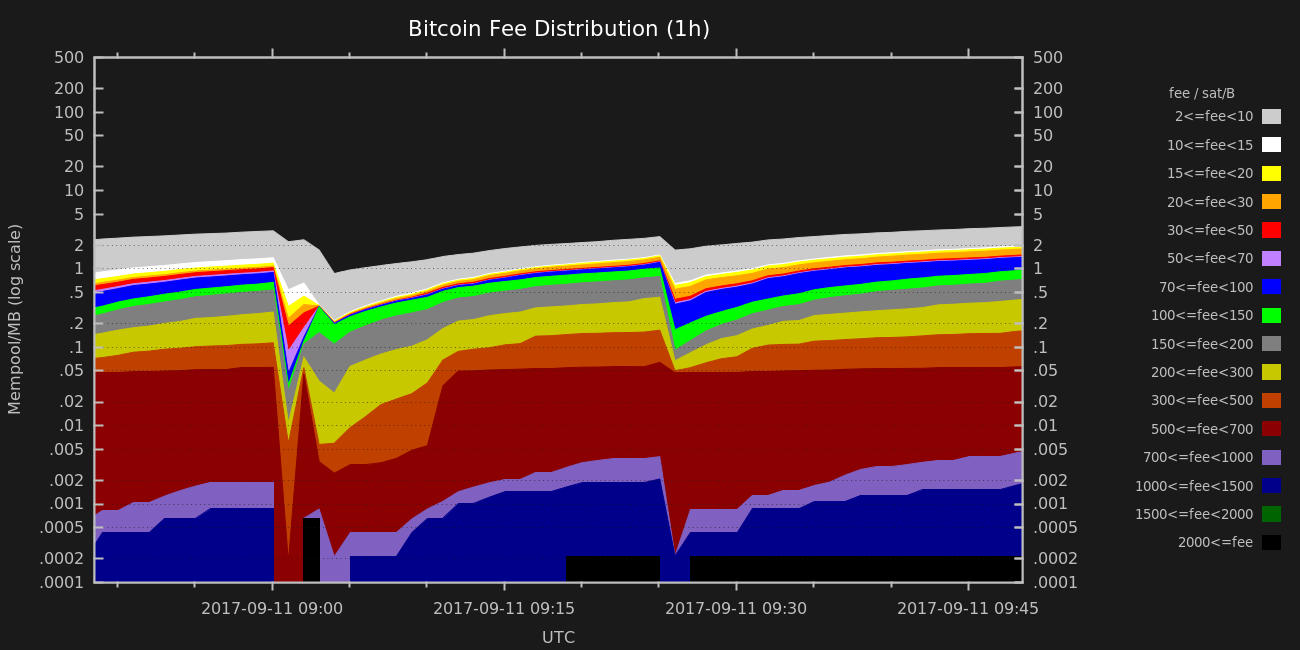 Bitcoin Fee Distribution (1h)
500 500
200 200
100 100
50 50
20 20
10 10
5 5
2 2
1 1
.5 .5
.2 .2
.1 .1
.05 .05
.02 .02
.01 .01
.005 .005
.002 .002
.001 .001
.0005 .0005
.0002 .0002
.0001 .0001
Mempool/MB (log scale)
2017-09-11 09:00 2017-09-11 09:15 2017-09-11 09:30 2017-09-11 09:45
UTC
fee / sat/B
2<=fee<10
10<=fee<15
15<=fee<20
20<=fee<30
30<=fee<50
50<=fee<70
70<=fee<100
100<=fee<150
150<=fee<200
200<=fee<300
300<=fee<500
500<=fee<700
700<=fee<1000
1000<=fee<1500
1500<=fee<2000
2000<=fee